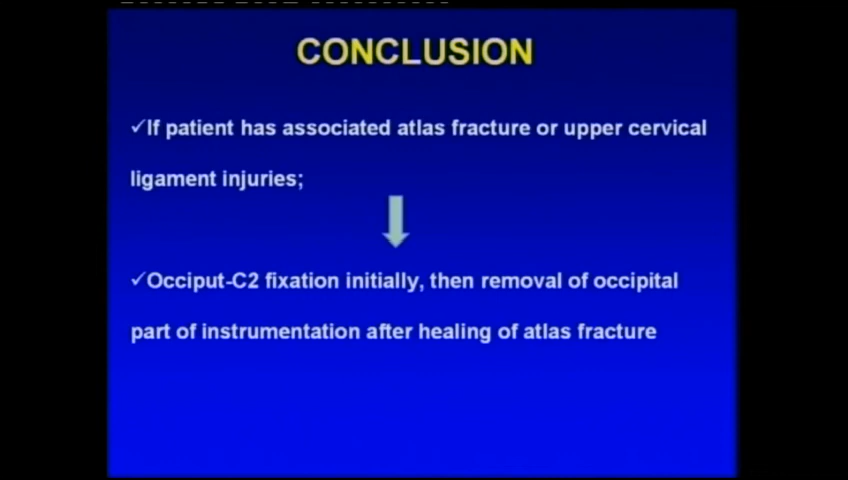 CONCLUSION
✓If patient has associated atlas fracture or upper cervical
ligament injuries;
✓Occiput-C2 fixation initially, then removal of occipital
part of instrumentation after healing of atlas fracture